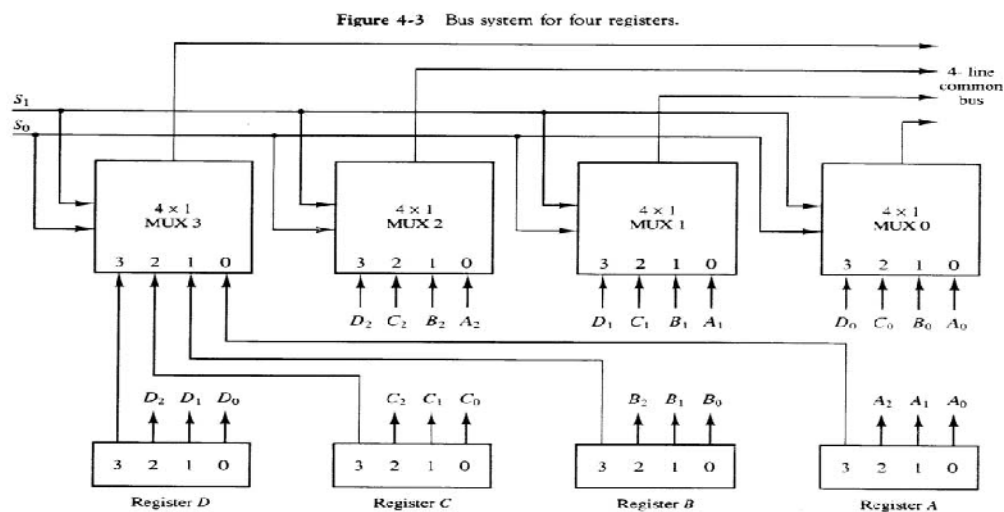 Figure 4-3 Bus system for four registers.
4- line
common
bus
S₁
S₀
4 × 1
MUX 3
4 × 1
MUX 2
4 × 1
MUX 1
4 × 1
MUX 0
3 2 1 0
3 2 1 0
3 2 1 0
3 2 1 0
D₂ C₂ B₂ A₂
D₁ C₁ B₁ A₁
D₀ C₀ B₀ A₀
D₂ D₁ D₀
C₂ C₁ C₀
B₂ B₁ B₀
A₂ A₁ A₀
3 2 1 0
3 2 1 0
3 2 1 0
3 2 1 0
Register D
Register C
Register B
Register A